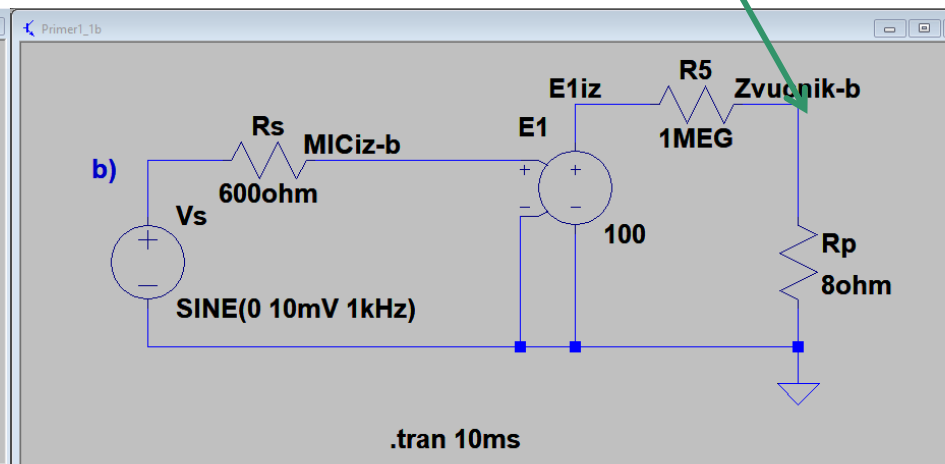 Primer1_1b
R5
E1iz
Zvucnik-b
E1
1MEG
Rs
MICiz-b
b)
600ohm
Vs
100
Rp
8ohm
SINE(0 10mV 1kHz)
.tran 10ms